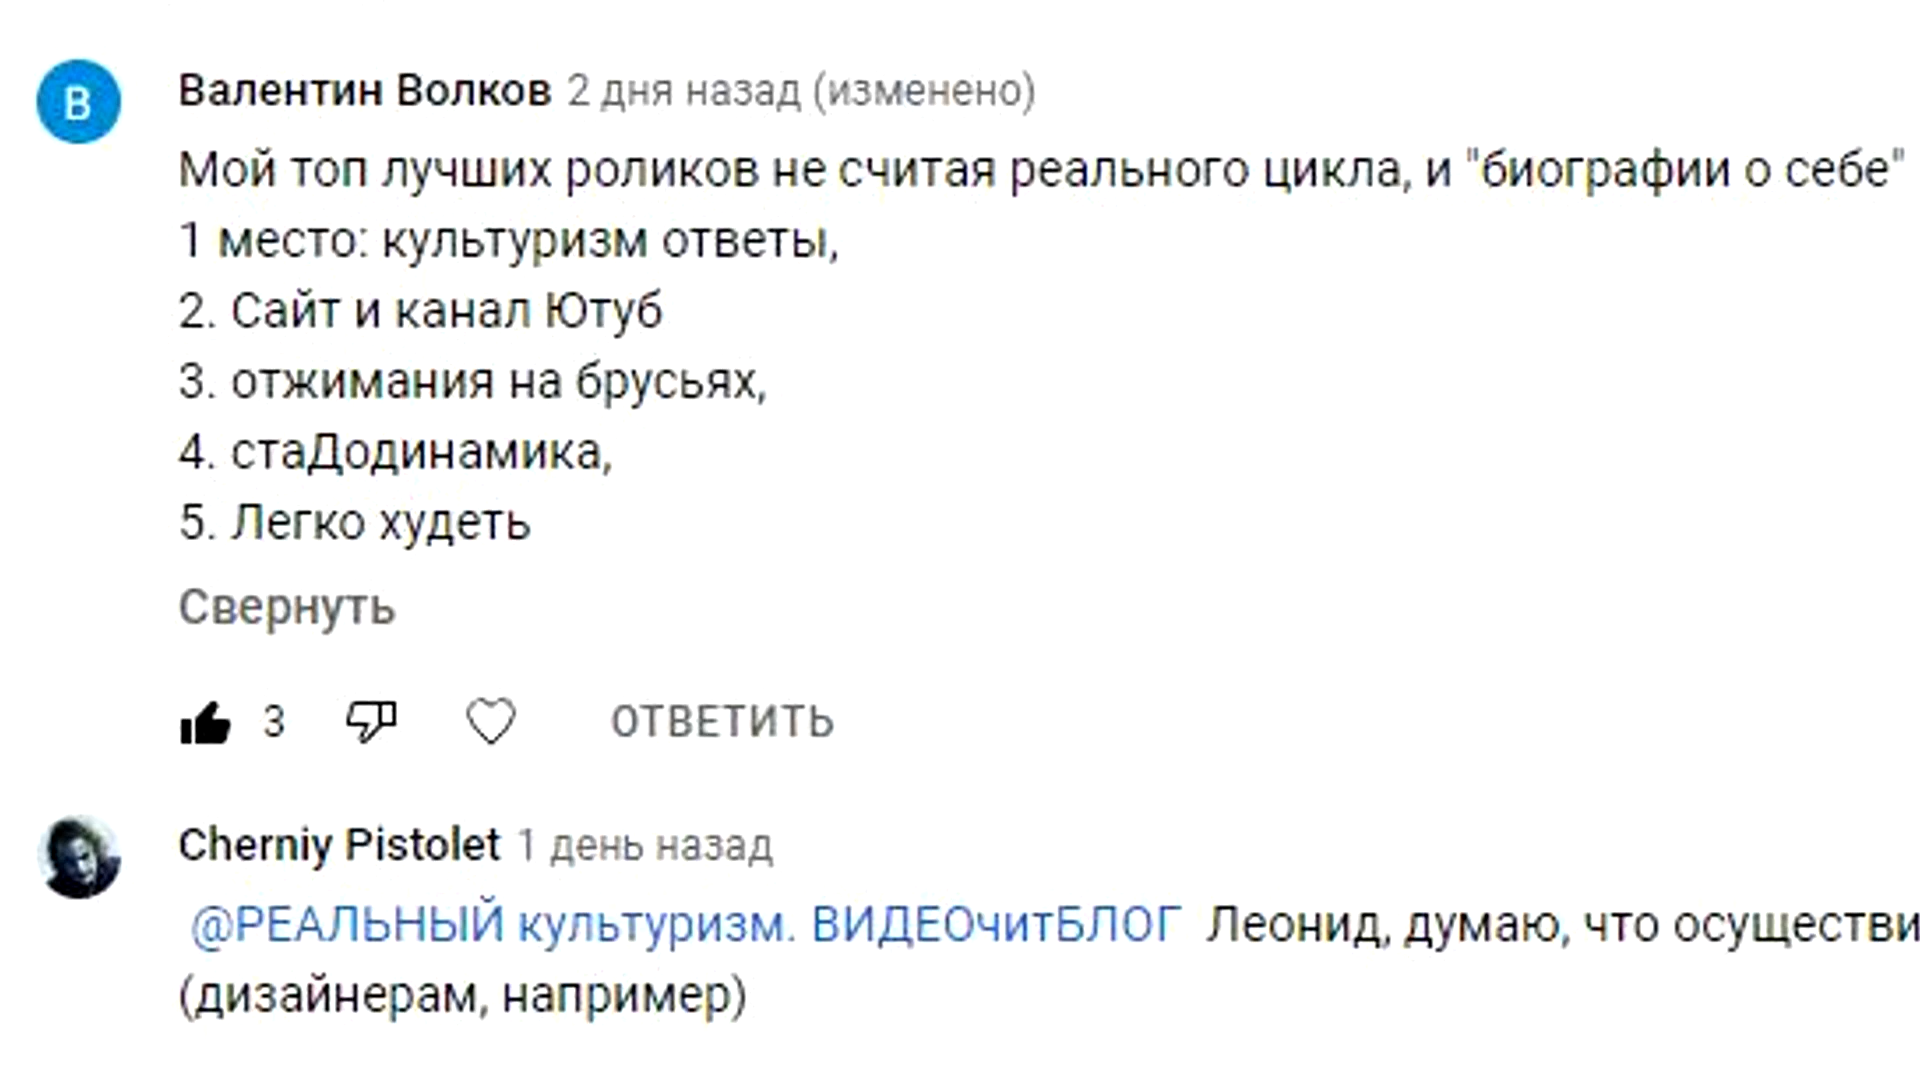 В
Валентин Волков 2 дня назад (изменено)
Мой топ лучших роликов не считая реального цикла, и "биографии о себе"
1 место: культуризм ответы,
2. Сайт и канал Ютуб
3. отжимания на брусьях,
4. стаДодинамика,
5. Легко худеть
Свернуть
3 ОТВЕТИТЬ
Cherniy Pistolet 1 день назад
@РЕАЛЬНЫЙ культуризм. ВИДЕОчитБЛОГ Леонид, думаю, что
(дизайнерам, например)